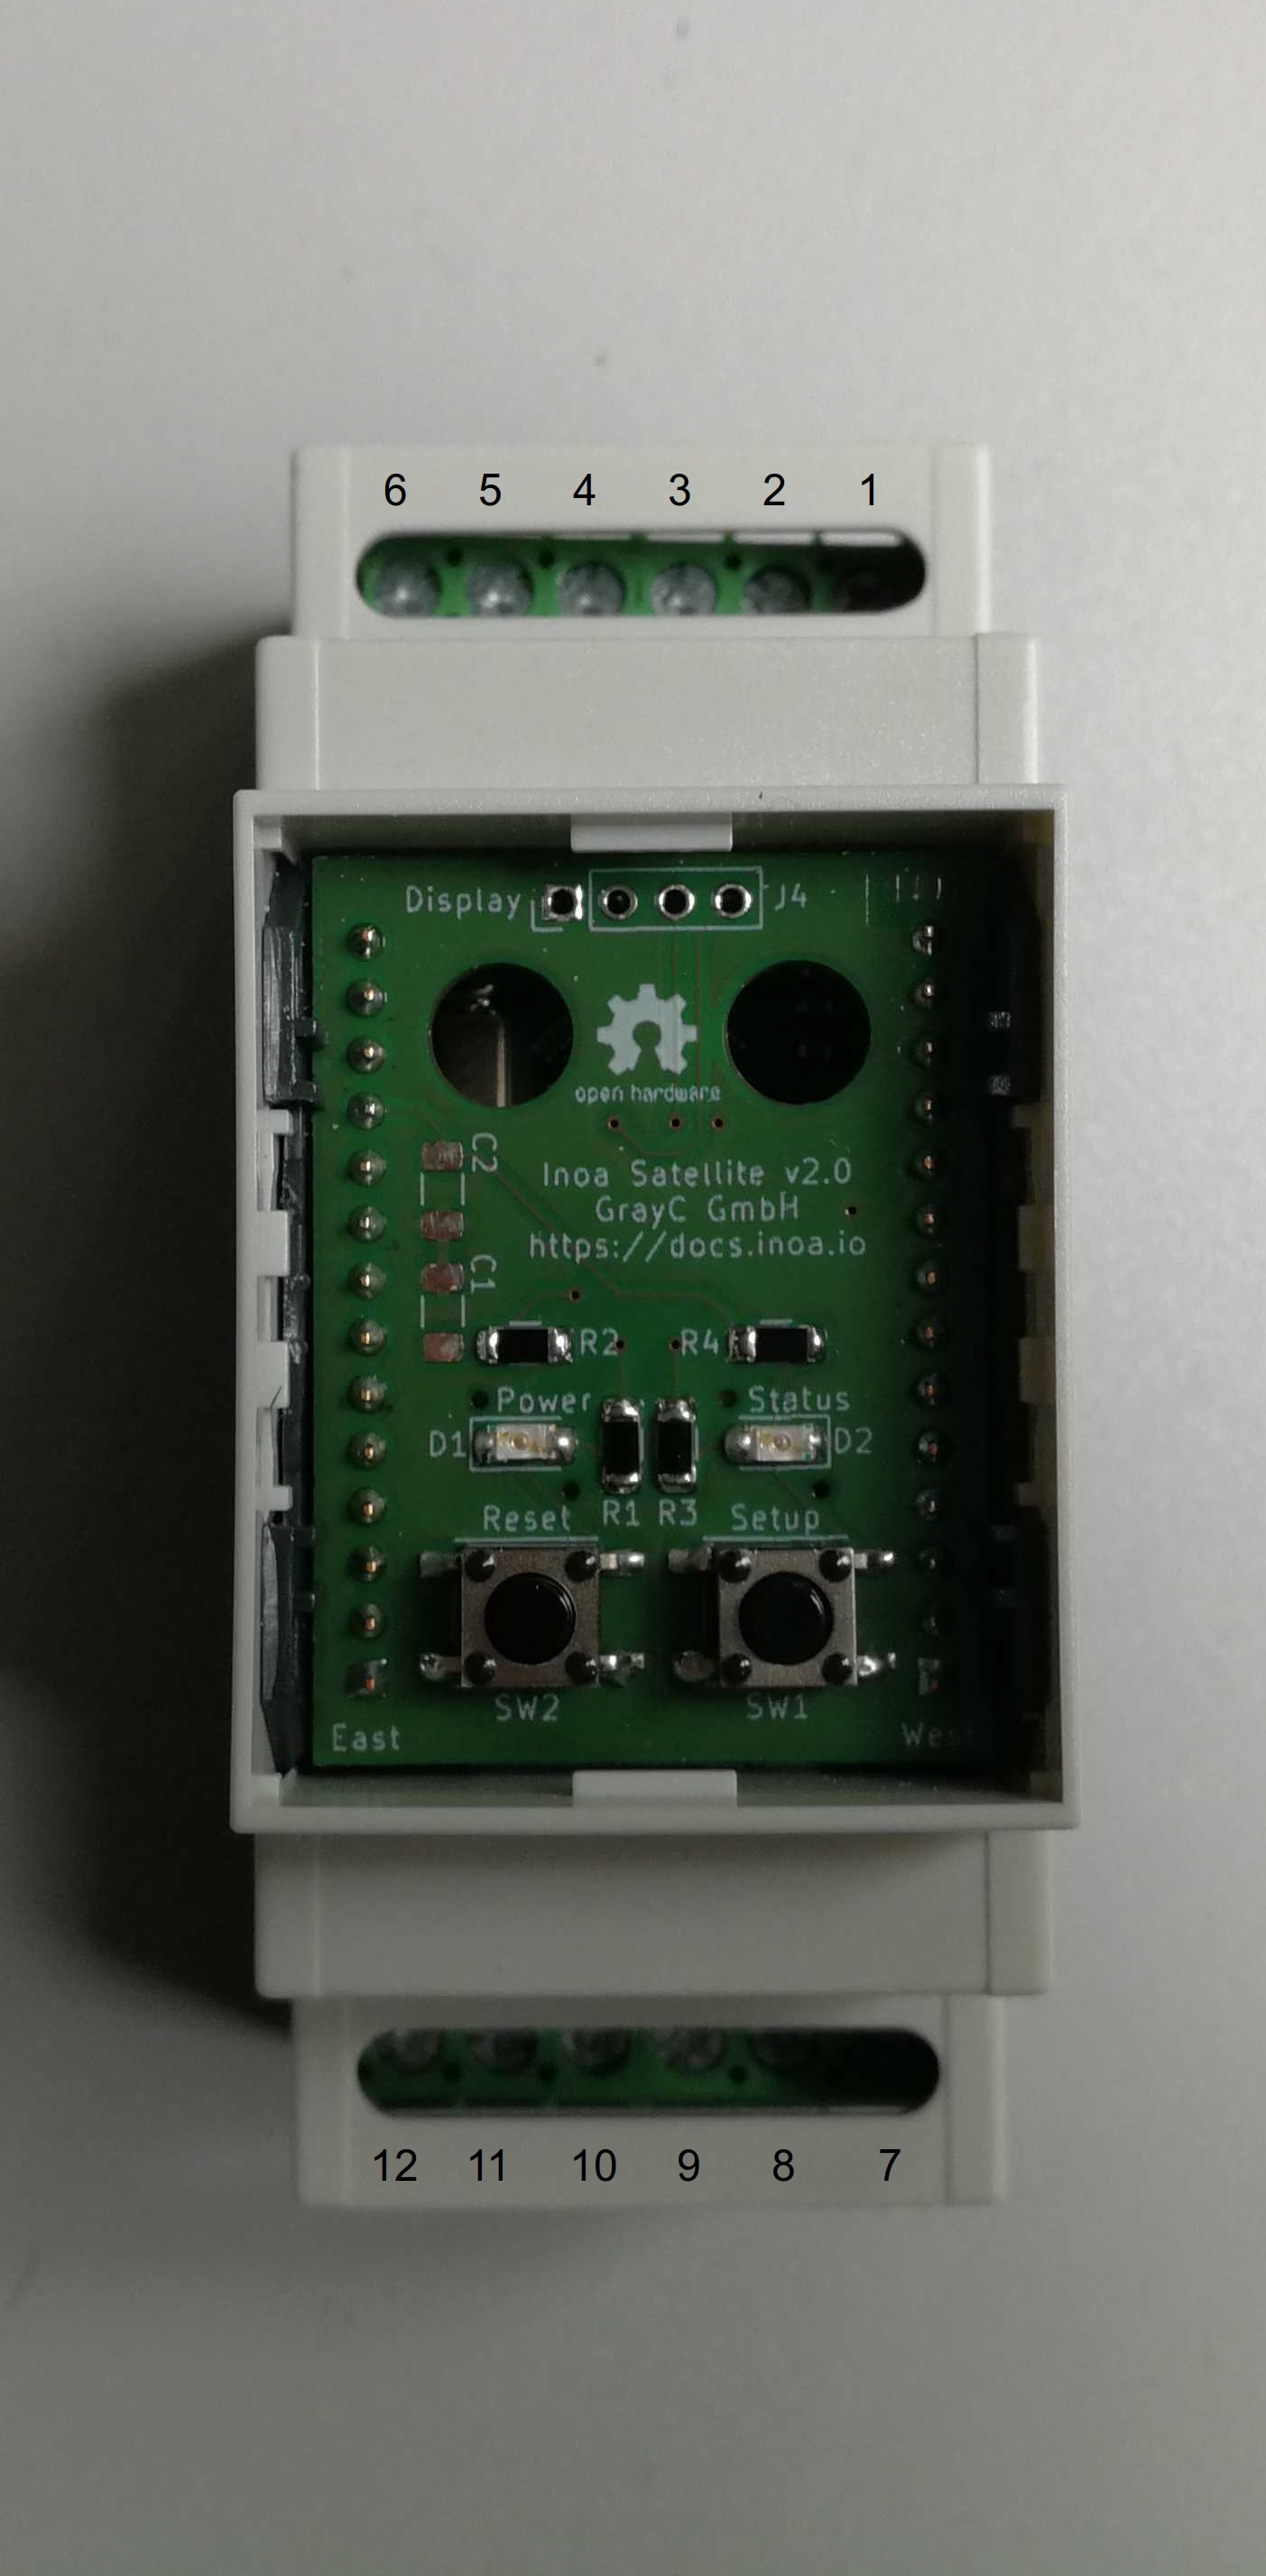 6 5 4 3 2 1
Display J4
open hardware
C2
Inoa Satellite v2.0
GrayC GmbH
https://docs.inoa.io
C1
R2 R4
Power Status
D1 D2
R1 R3
Reset Setup
SW2 SW1
East West
12 11 10 9 8 7